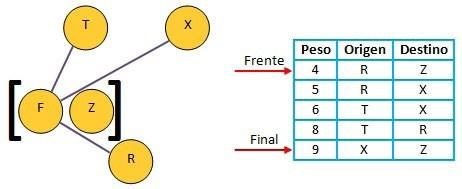 T
X
[ F Z ]
R
Frente
Final
Peso Origen Destino
4 R Z
5 R X
6 T X
8 T R
9 X Z